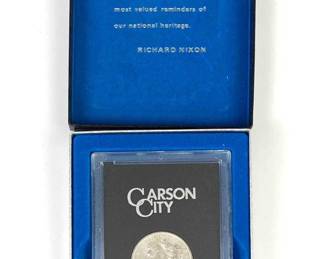 most valued reminders of
our national heritage.
RICHARD NIXON
CARSON
CITY